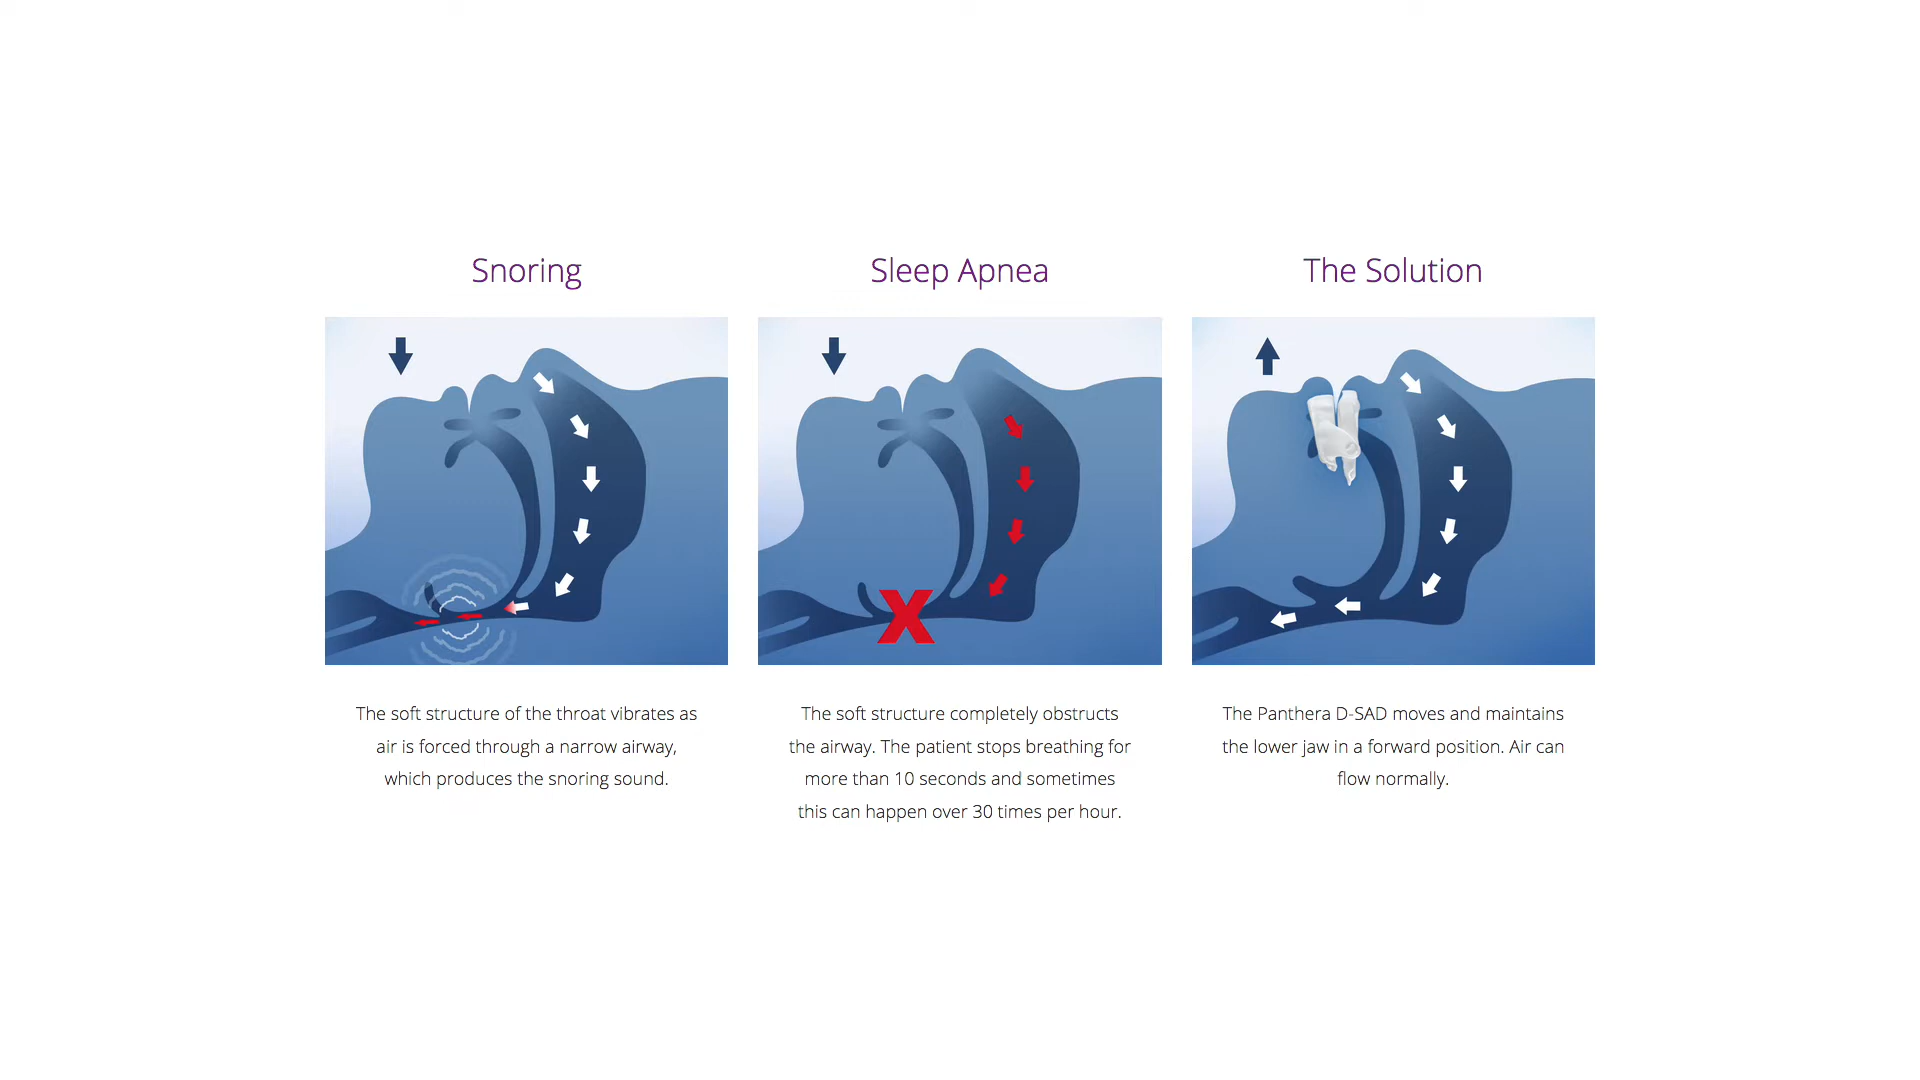 Snoring
Sleep Apnea
The Solution
The soft structure of the throat vibrates as
air is forced through a narrow airway,
which produces the snoring sound.
The soft structure completely obstructs
the airway. The patient stops breathing for
more than 10 seconds and sometimes
this can happen over 30 times per hour.
The Panthera D-SAD moves and maintains
the lower jaw in a forward position. Air can
flow normally.